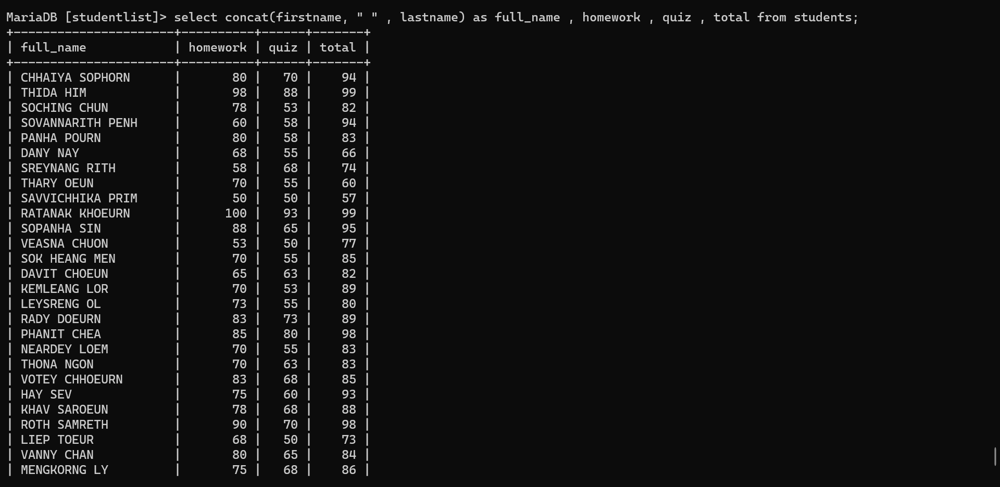 MariaDB [studentlist]> select concat(firstname, " " , lastname) as full_name , homework , quiz , total from students;
+----------------------+----------+------+-------+
| full_name            | homework | quiz | total |
+----------------------+----------+------+-------+
| CHHAIYA SOPHORN      |       80 |   70 |    94 |
| THIDA HIM            |       98 |   88 |    99 |
| SOCHING CHUN         |       78 |   53 |    82 |
| SOVANNARITH PENH     |       60 |   58 |    94 |
| PANHA POURN          |       80 |   58 |    83 |
| DANY NAY             |       68 |   55 |    66 |
| SREYNANG RITH        |       58 |   68 |    74 |
| THARY OEUN           |       70 |   55 |    60 |
| SAVVICHHIKA PRIM     |       50 |   50 |    57 |
| RATANAK KHOEURN      |      100 |   93 |    99 |
| SOPANHA SIN          |       88 |   65 |    95 |
| VEASNA CHUON         |       53 |   50 |    77 |
| SOK HEANG MEN        |       70 |   55 |    85 |
| DAVIT CHOEUN         |       65 |   63 |    82 |
| KEMLEANG LOR         |       70 |   53 |    89 |
| LEYSRENG OL          |       73 |   55 |    80 |
| RADY DOEURN          |       83 |   73 |    89 |
| PHANIT CHEA          |       85 |   80 |    98 |
| NEARDEY LOEM         |       70 |   55 |    83 |
| THONA NGON           |       70 |   63 |    83 |
| VOTEY CHHOEURN       |       83 |   68 |    85 |
| HAY SEV              |       75 |   60 |    93 |
| KHAV SAROEUN         |       78 |   68 |    88 |
| ROTH SAMRETH         |       90 |   70 |    98 |
| LIEP TOEUR           |       68 |   50 |    73 |
| VANNY CHAN           |       80 |   65 |    84 |
| MENGKORNG LY         |       75 |   68 |    86 |